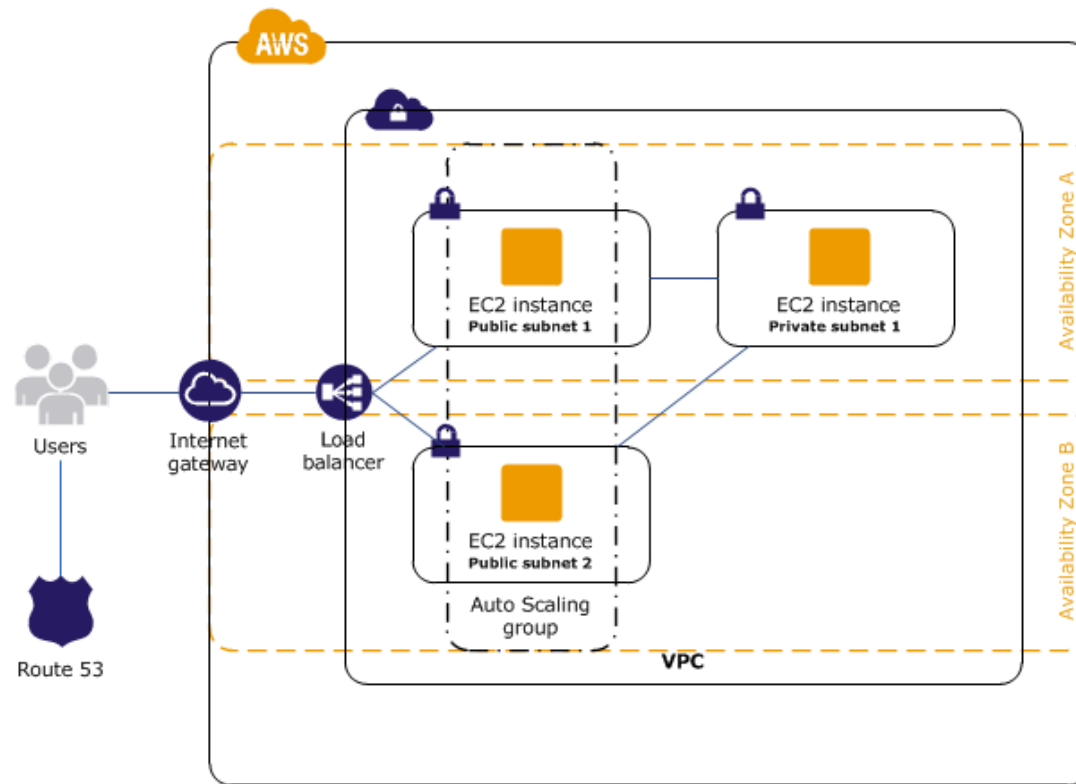 AWS
Availability Zone A
EC2 instance
Public subnet 1
EC2 instance
Private subnet 1
Users
Internet
gateway
Load
balancer
Availability Zone B
EC2 instance
Public subnet 2
Auto Scaling
group
Route 53
VPC